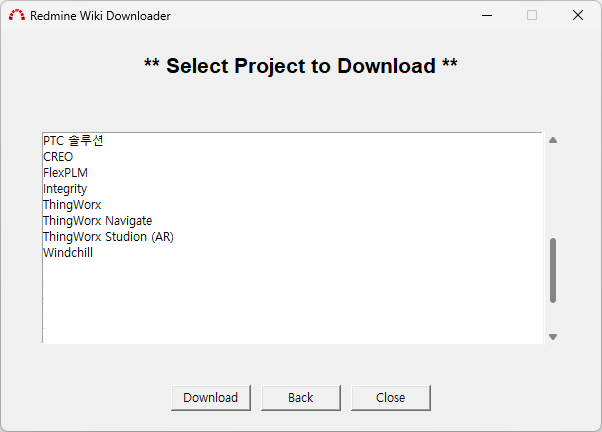 Redmine Wiki Downloader
** Select Project to Download **
PTC 솔루션
CREO
FlexPLM
Integrity
ThingWorx
ThingWorx Navigate
ThingWorx Studion (AR)
Windchill
Download Back Close